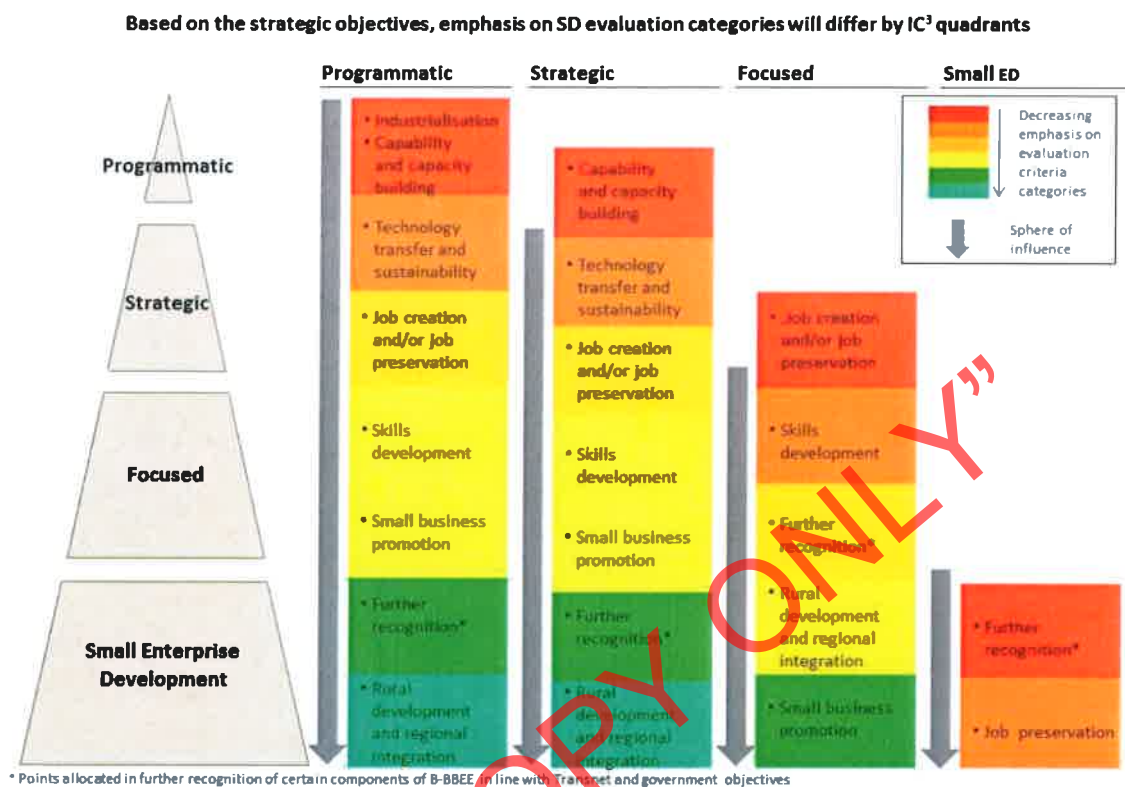 Based on the strategic objectives, emphasis on SD evaluation categories will differ by IC³ quadrants
Programmatic
Strategic
Focused
Small ED
Programmatic
Strategic
Focused
Small Enterprise
Development
• Industrialisation
• Capability
and capacity
building
• Technology
transfer and
sustainability
• Job creation
and/or job
preservation
• Skills
development
• Small business
promotion
• Further
recognition*
• Rural
development
and regional
integration
• Capability
and capacity
building
• Technology
transfer and
sustainability
• Job creation
and/or job
preservation
• Skills
development
• Small business
promotion
• Further
recognition*
• Rural
development
and regional
integration
• Job creation
and/or job
preservation
• Skills
development
• Further
recognition*
• Rural
development
and regional
integration
• Small business
promotion
• Further
recognition*
• Job preservation
Decreasing
emphasis on
evaluation
criteria
categories
Sphere of
influence
* Points allocated in further recognition of certain components of B-BBEE in line with Transnet and government objectives
OPY ONLY”